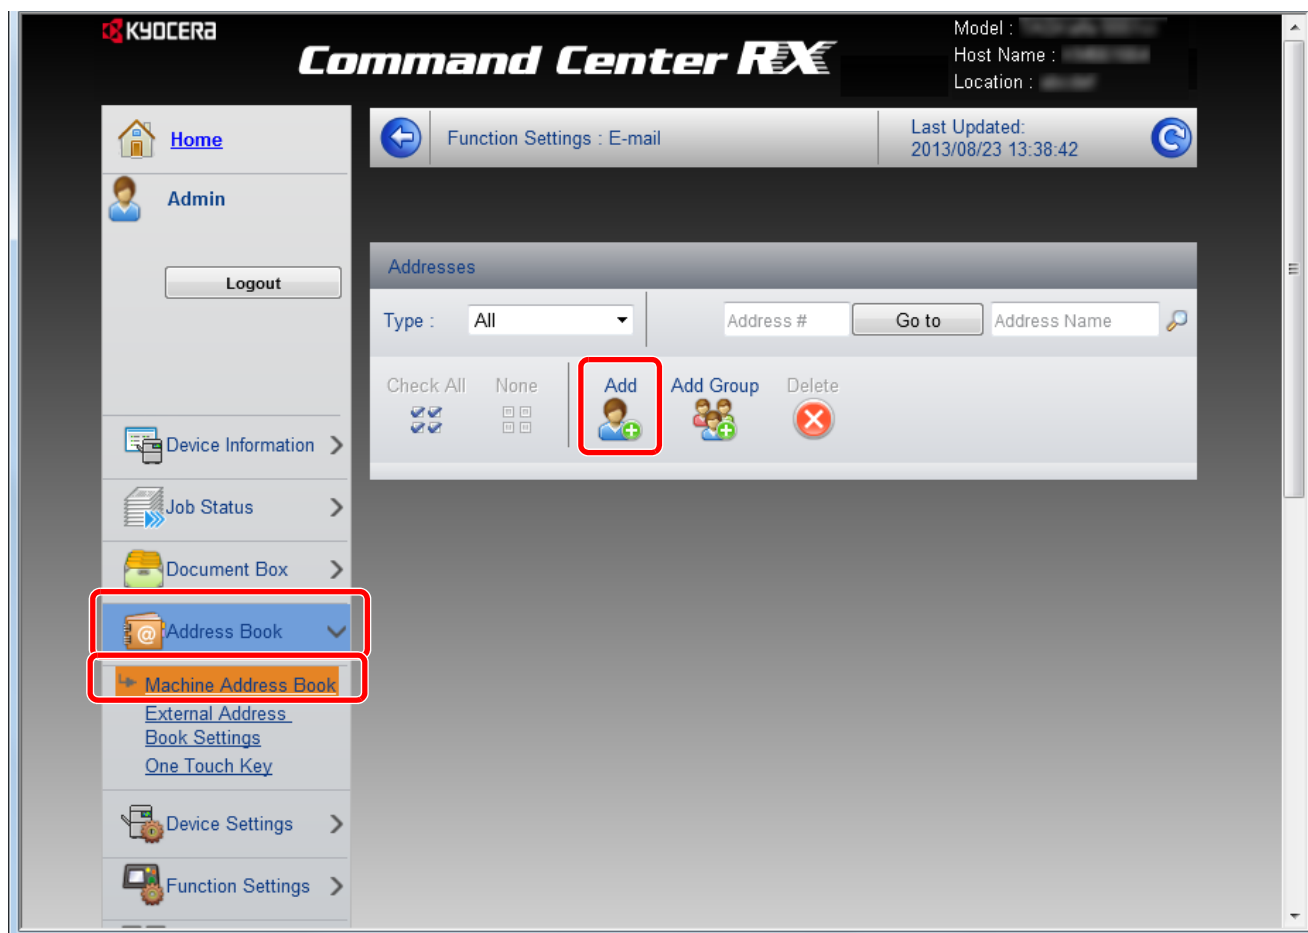 KYOCERA
Command Center RX
Model :
Host Name :
Location :
Home
Admin
Logout
Device Information
Job Status
Document Box
Address Book
Machine Address Book
External Address
Book Settings
One Touch Key
Device Settings
Function Settings
Function Settings : E-mail
Last Updated:
2013/08/23 13:38:42
Addresses
Type : All Address # Go to Address Name
Check All None Add Add Group Delete